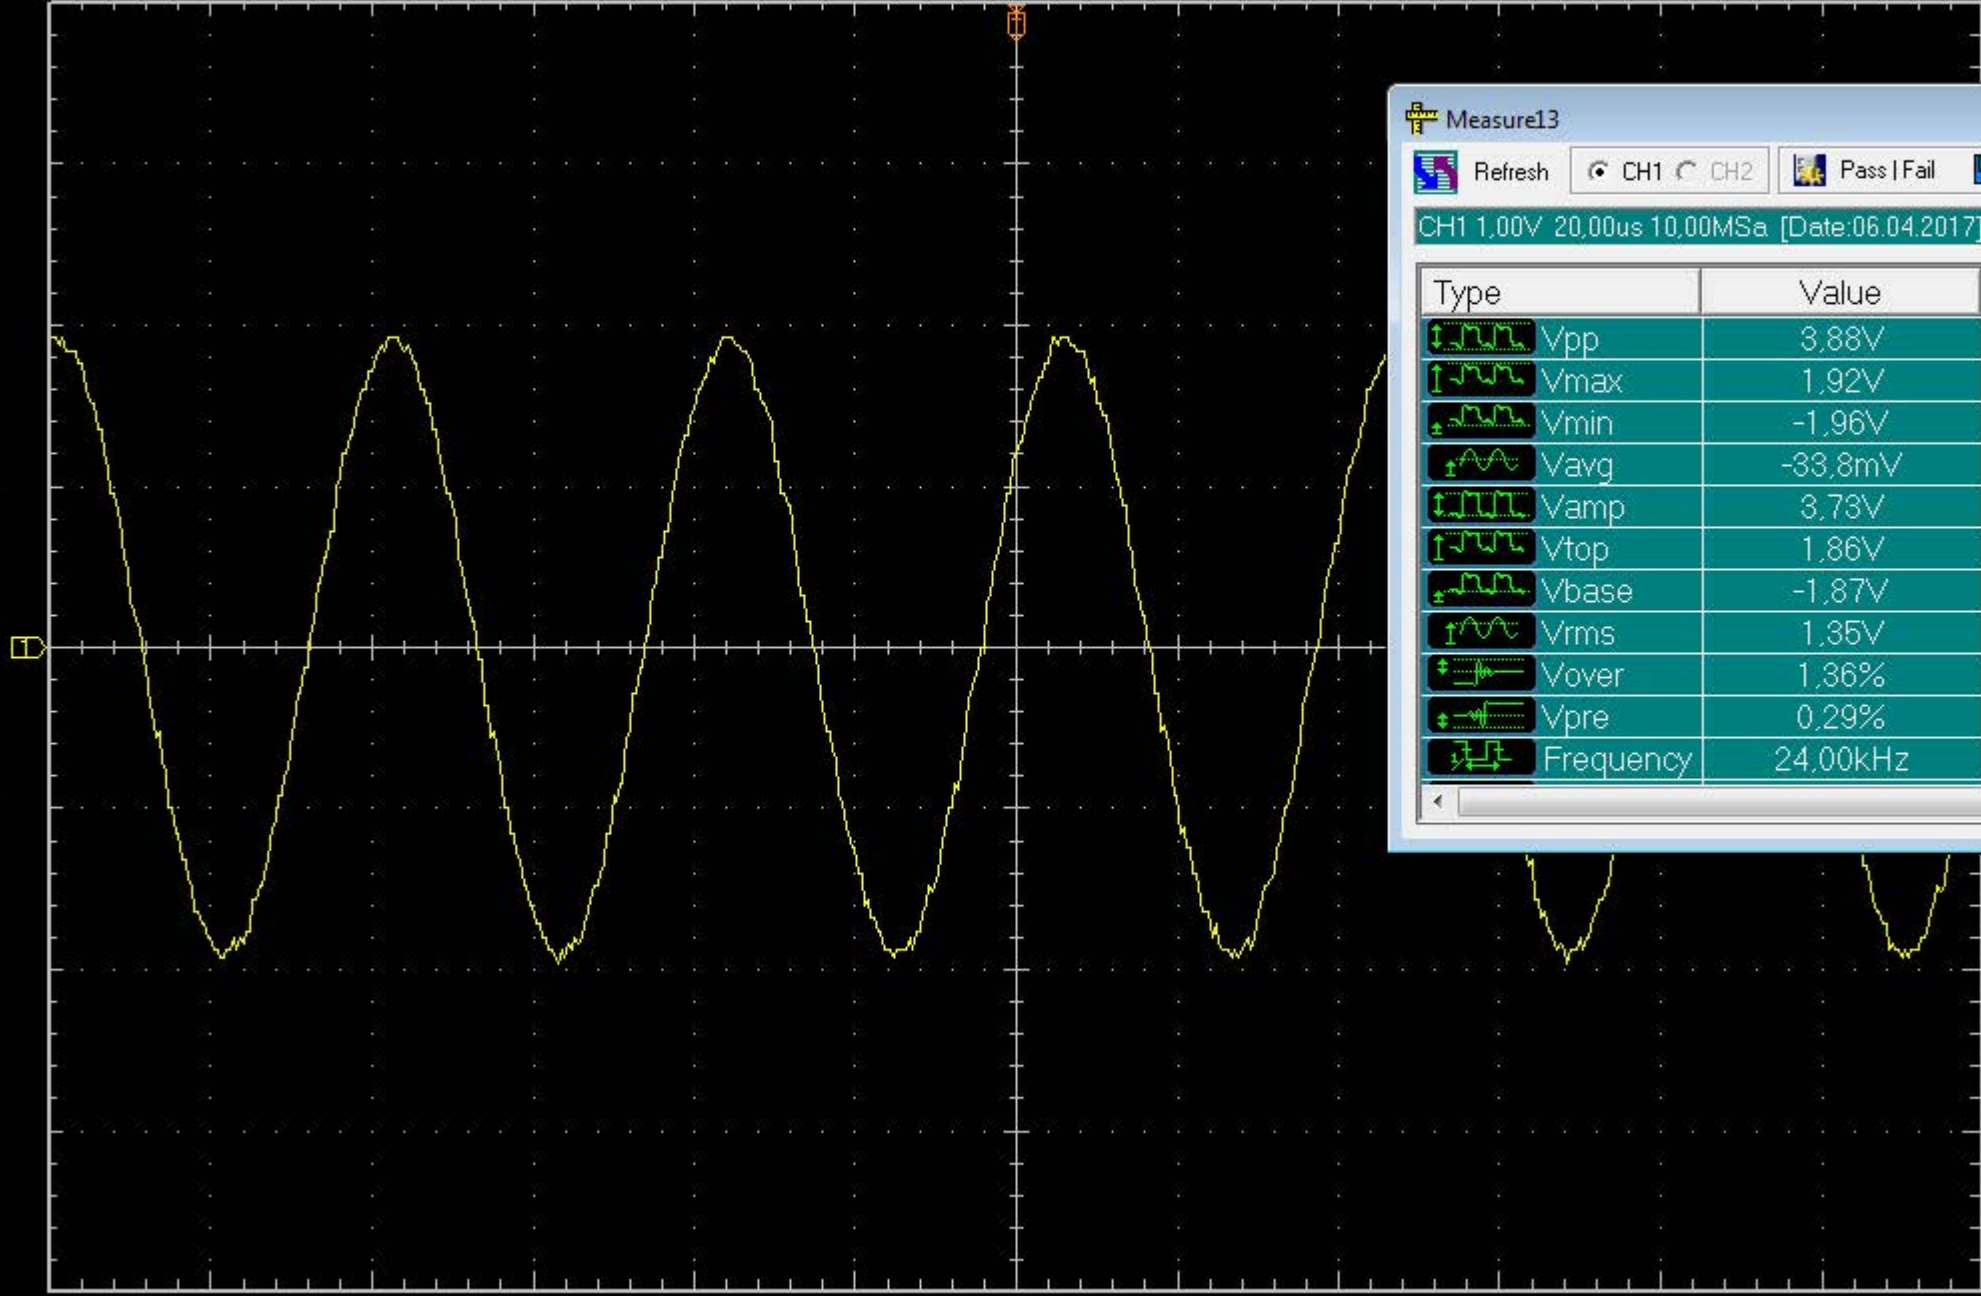 T
Measure13
Refresh CH1 CH2 Pass | Fail
CH1 1,00V 20,00us 10,00MSa [Date:06.04.2017]
Type Value
Vpp 3,88V
Vmax 1,92V
Vmin -1,96V
Vavg -33,8mV
Vamp 3,73V
Vtop 1,86V
Vbase -1,87V
1 Vrms 1,35V
Vover 1,36%
Vpre 0,29%
Frequency 24,00kHz